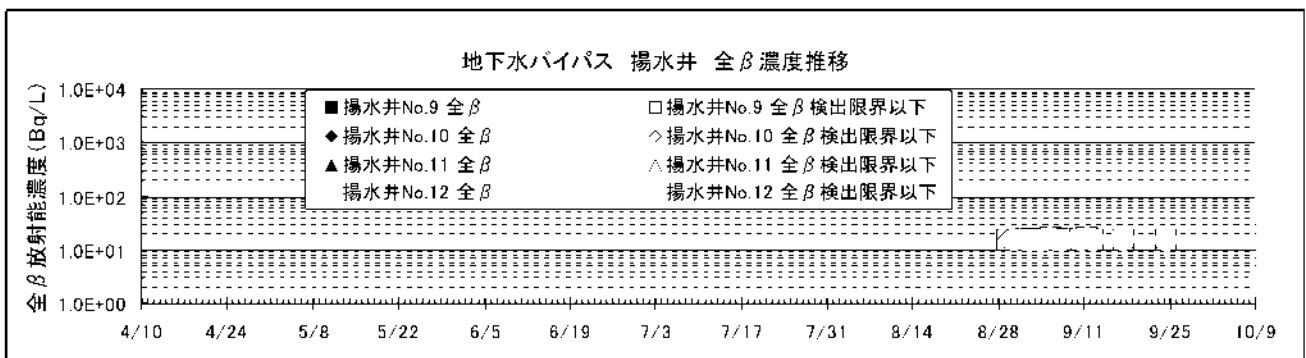 地下水バイパス 揚水井 全β濃度推移
全β放射能濃度(Bq/L)
1.0E+04
1.0E+03
1.0E+02
1.0E+01
1.0E+00
揚水井No.9 全β
揚水井No.9 全β検出限界以下
揚水井No.10 全β
揚水井No.10 全β検出限界以下
揚水井No.11 全β
揚水井No.11 全β検出限界以下
揚水井No.12 全β
揚水井No.12 全β検出限界以下
4/10 4/24 5/8 5/22 6/5 6/19 7/3 7/17 7/31 8/14 8/28 9/11 9/25 10/9